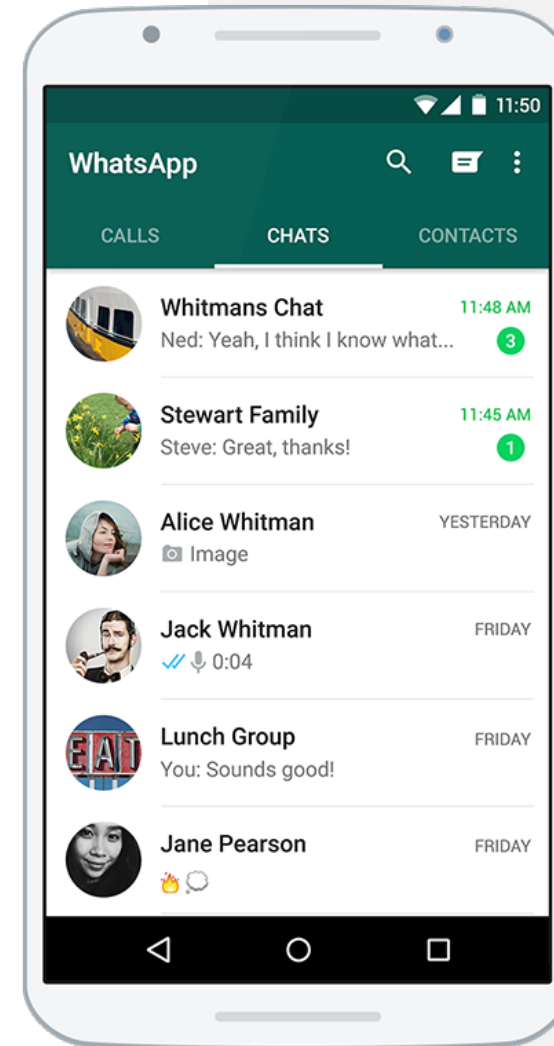 11:50
WhatsApp
CALLS CHATS CONTACTS
Whitmans Chat 11:48 AM
Ned: Yeah, I think I know what... 3
Stewart Family 11:45 AM
Steve: Great, thanks! 1
Alice Whitman YESTERDAY
Image
Jack Whitman FRIDAY
0:04
EAT
Lunch Group FRIDAY
You: Sounds good!
Jane Pearson FRIDAY
🔥💭